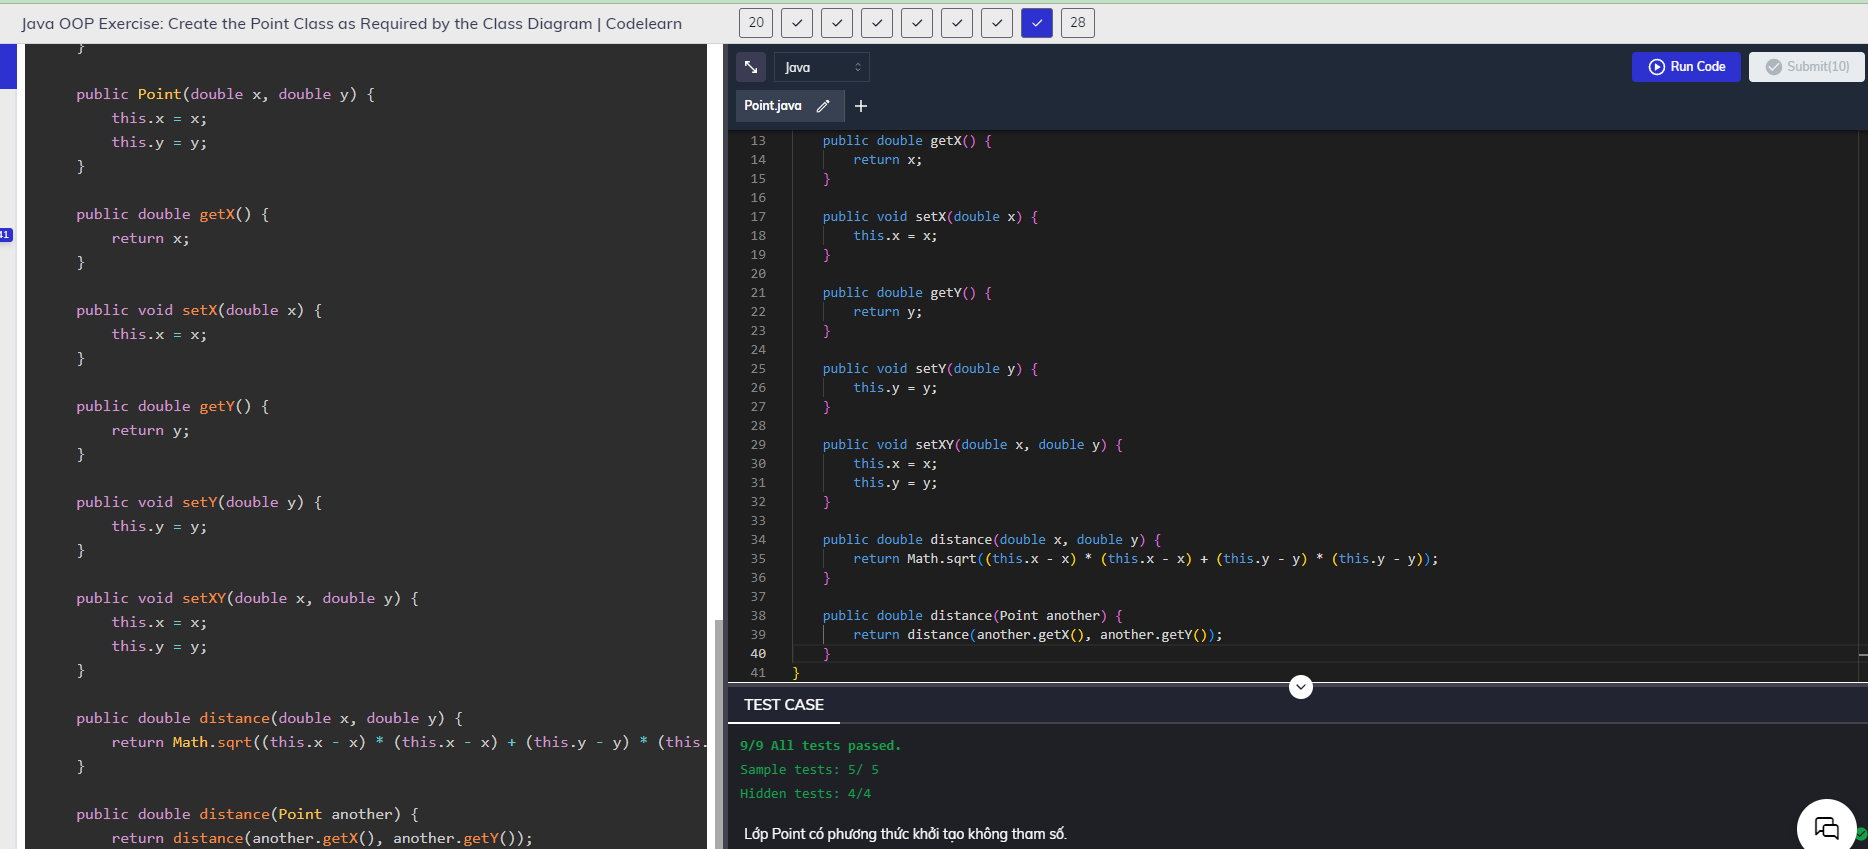 Java OOP Exercise: Create the Point Class as Required by the Class Diagram | Codelearn
20
28
41
}
public Point(double x, double y) {
this.x = x;
this.y = y;
}
public double getX() {
return x;
}
public void setX(double x) {
this.x = x;
}
public double getY() {
return y;
}
public void setY(double y) {
this.y = y;
}
public void setXY(double x, double y) {
this.x = x;
this.y = y;
}
public double distance(double x, double y) {
return Math.sqrt((this.x - x) * (this.x - x) + (this.y - y) * (this.
}
public double distance(Point another) {
return distance(another.getX(), another.getY());
Java
Run Code
Submit(10)
Point.java
+
13 public double getX() {
14 return x;
15 }
16
17 public void setX(double x) {
18 this.x = x;
19 }
20
21 public double getY() {
22 return y;
23 }
24
25 public void setY(double y) {
26 this.y = y;
27 }
28
29 public void setXY(double x, double y) {
30 this.x = x;
31 this.y = y;
32 }
33
34 public double distance(double x, double y) {
35 return Math.sqrt((this.x - x) * (this.x - x) + (this.y - y) * (this.y - y));
36 }
37
38 public double distance(Point another) {
39 return distance(another.getX(), another.getY());
40 }
41 }
TEST CASE
9/9 All tests passed.
Sample tests: 5/ 5
Hidden tests: 4/4
Lớp Point có phương thức khởi tạo không tham số.